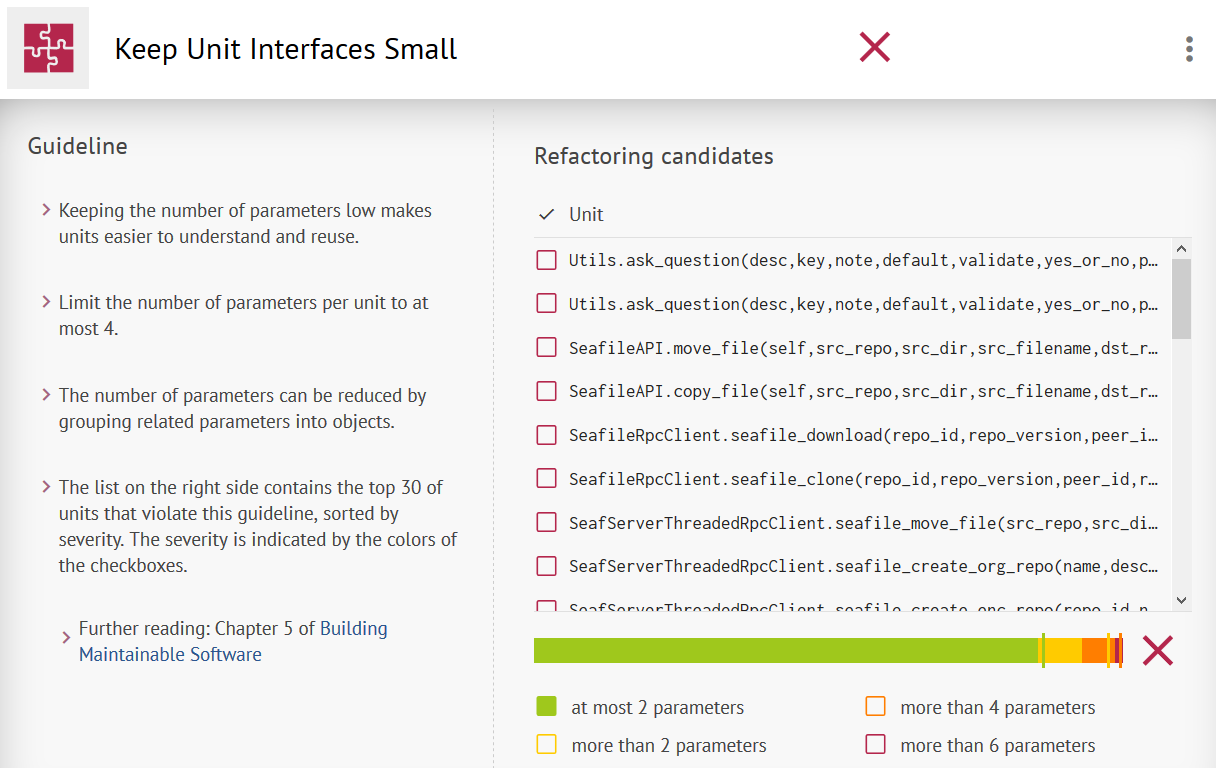 Keep Unit Interfaces Small
Guideline
Keeping the number of parameters low makes
units easier to understand and reuse.
Limit the number of parameters per unit to at
most 4.
The number of parameters can be reduced by
grouping related parameters into objects.
The list on the right side contains the top 30 of
units that violate this guideline, sorted by
severity. The severity is indicated by the colors of
the checkboxes.
Further reading: Chapter 5 of Building
Maintainable Software
Refactoring candidates
Unit
Utils.ask_question(desc,key,note,default,validate,yes_or_no,p…
Utils.ask_question(desc,key,note,default,validate,yes_or_no,p…
SeafileAPI.move_file(self,src_repo,src_dir,src_filename,dst_r…
SeafileAPI.copy_file(self,src_repo,src_dir,src_filename,dst_r…
SeafileRpcClient.seafile_download(repo_id,repo_version,peer_i…
SeafileRpcClient.seafile_clone(repo_id,repo_version,peer_id,r…
SeafServerThreadedRpcClient.seafile_move_file(src_repo,src_di…
SeafServerThreadedRpcClient.seafile_create_org_repo(name,desc…
SeafServerThreadedRpcClient.seafile_create_enc_repo(repo_id,n…
at most 2 parameters
more than 4 parameters
more than 2 parameters
more than 6 parameters